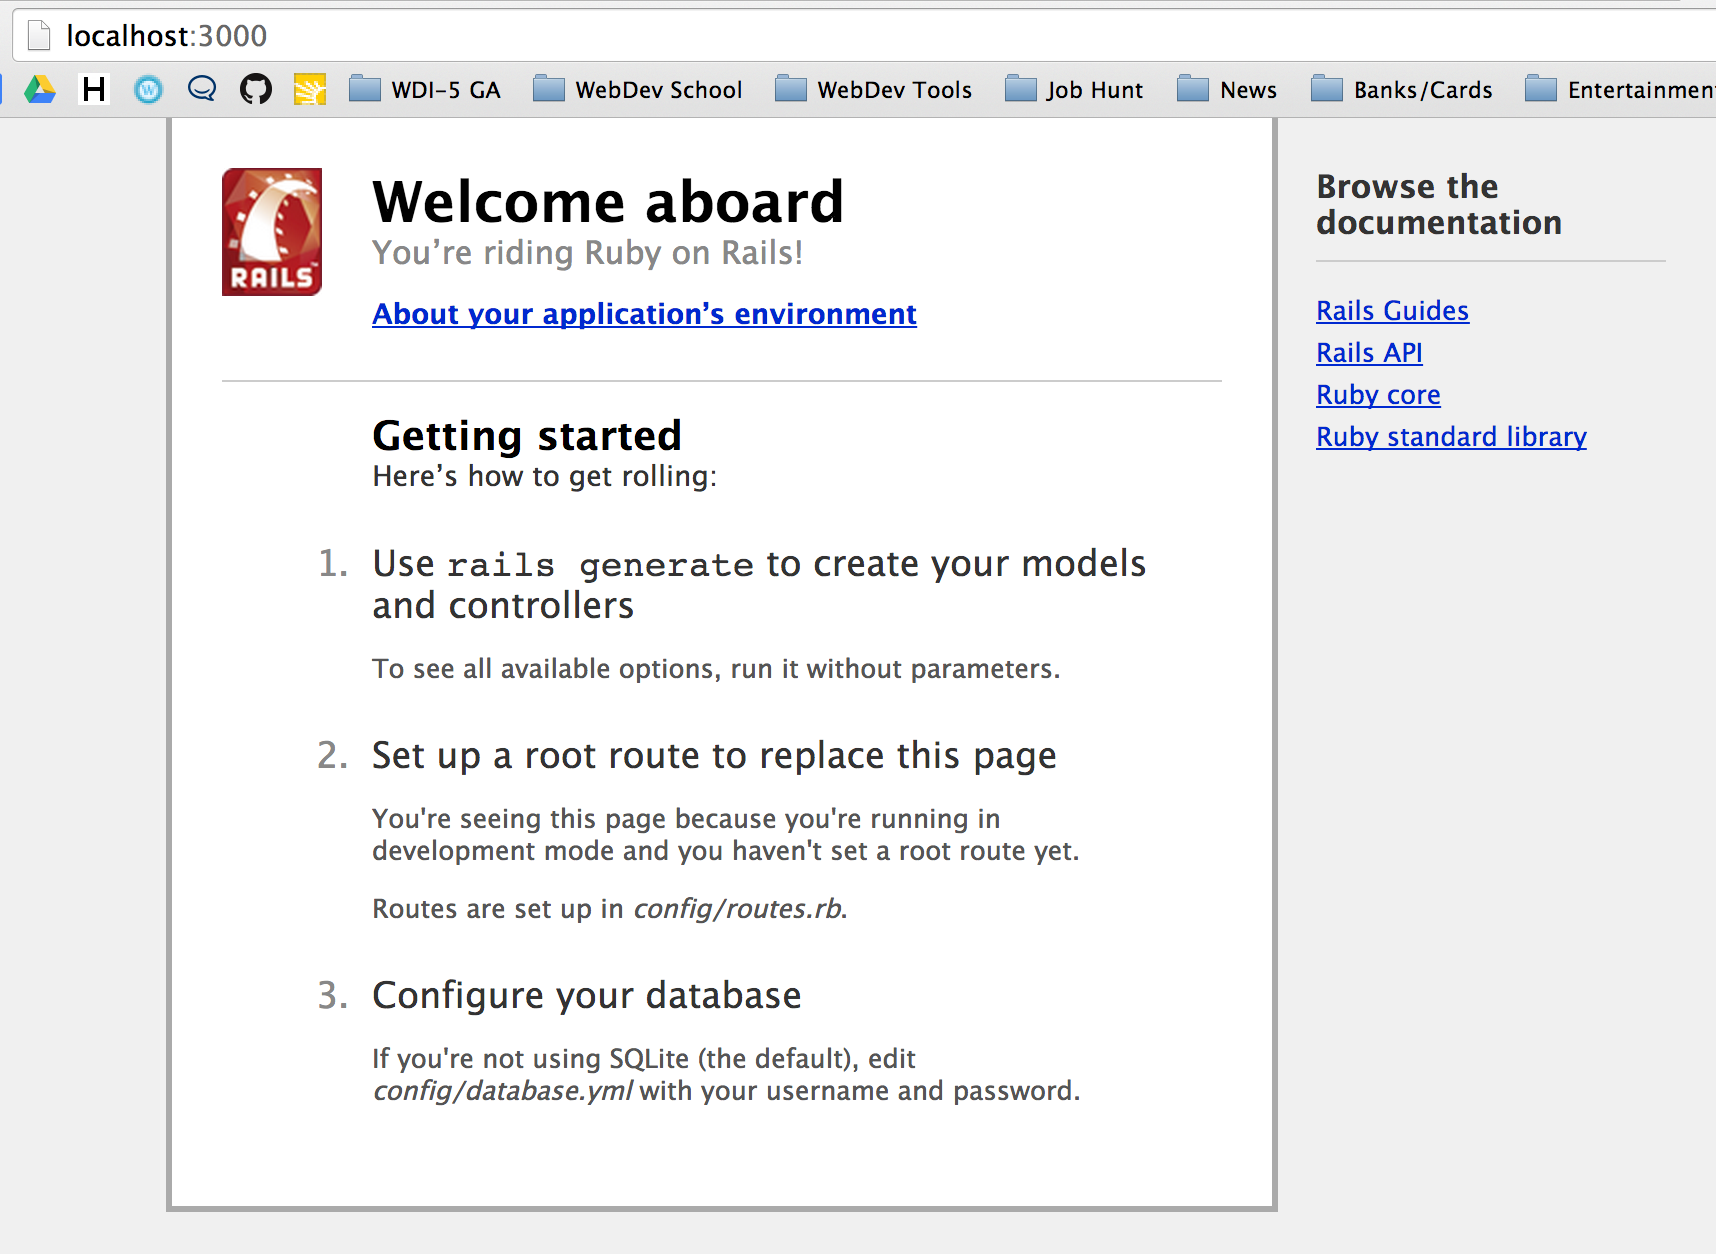 localhost:3000
H W WDI-5 GA WebDev School WebDev Tools Job Hunt News Banks/Cards Entertainmen
RAILS™
Welcome aboard
You’re riding Ruby on Rails!
About your application’s environment
Getting started
Here’s how to get rolling:
1. Use rails generate to create your models
and controllers
To see all available options, run it without parameters.
2. Set up a root route to replace this page
You're seeing this page because you're running in
development mode and you haven't set a root route yet.
Routes are set up in config/routes.rb.
3. Configure your database
If you're not using SQLite (the default), edit
config/database.yml with your username and password.
Browse the
documentation
Rails Guides
Rails API
Ruby core
Ruby standard library